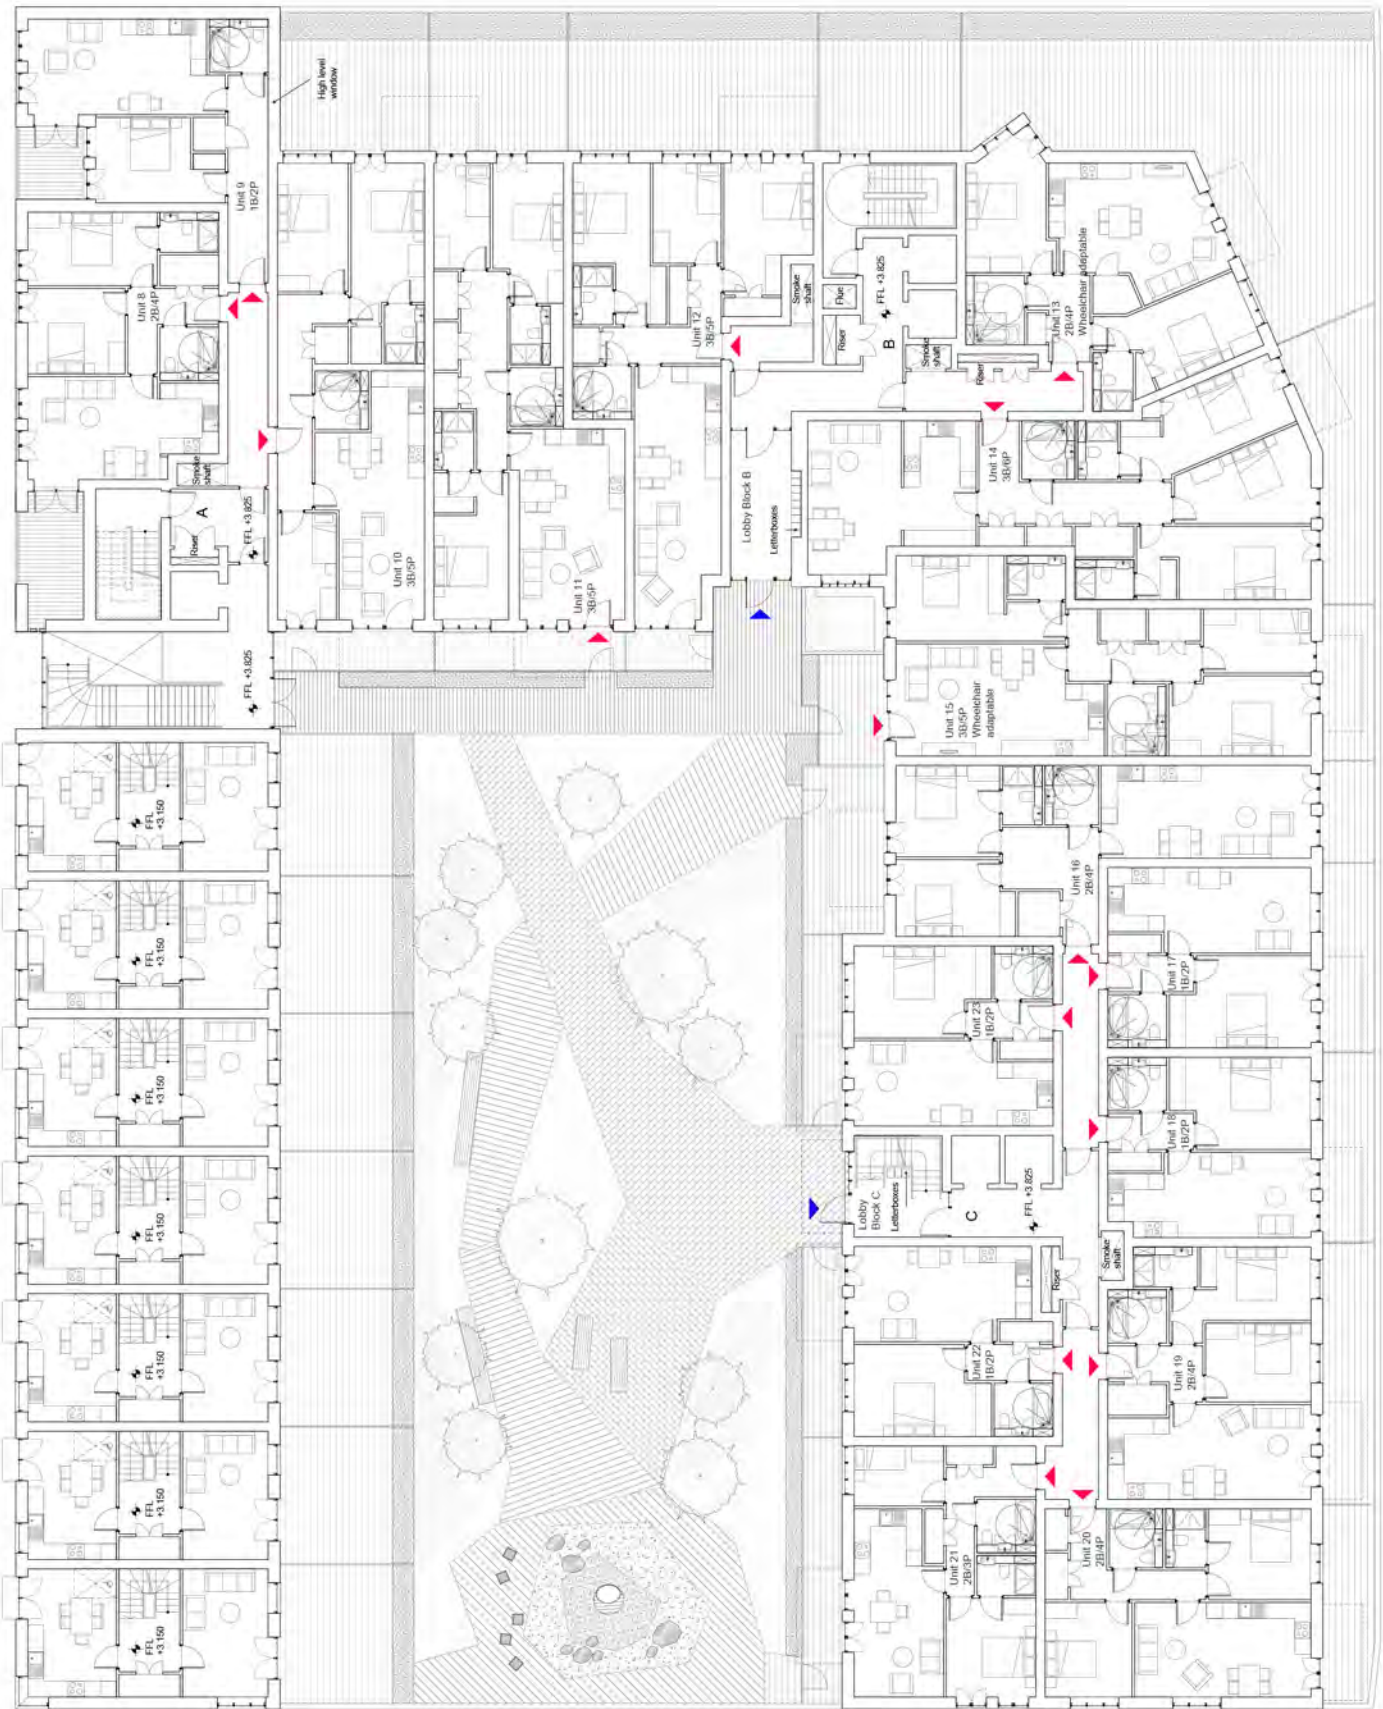 High level
window
Unit 9
1B/2P
Unit 8
2B/4P
Smoke
shaft
A
Riser
FFL +3.825
FFL +3.825
Unit 10
3B/5P
Unit 11
3B/5P
Unit 12
3B/5P
Smoke
shaft
Flue
Riser
FFL +3.825
B
Smoke
shaft
Riser
Unit 13
2B/4P
Wheelchair adaptable
Unit 14
3B/6P
Lobby Block B
Letterboxes
Unit 15
3B/5P
Wheelchair
adaptable
Unit 16
2B/4P
Unit 17
1B/2P
Unit 23
1B/2P
Unit 18
1B/2P
Lobby
Block C
Letterboxes
C
FFL +3.825
Smoke
shaft
Riser
Unit 22
1B/2P
Unit 19
2B/4P
Unit 21
2B/3P
Unit 20
2B/4P
FFL
+3.150
FFL
+3.150
FFL
+3.150
FFL
+3.150
FFL
+3.150
FFL
+3.150
FFL
+3.150